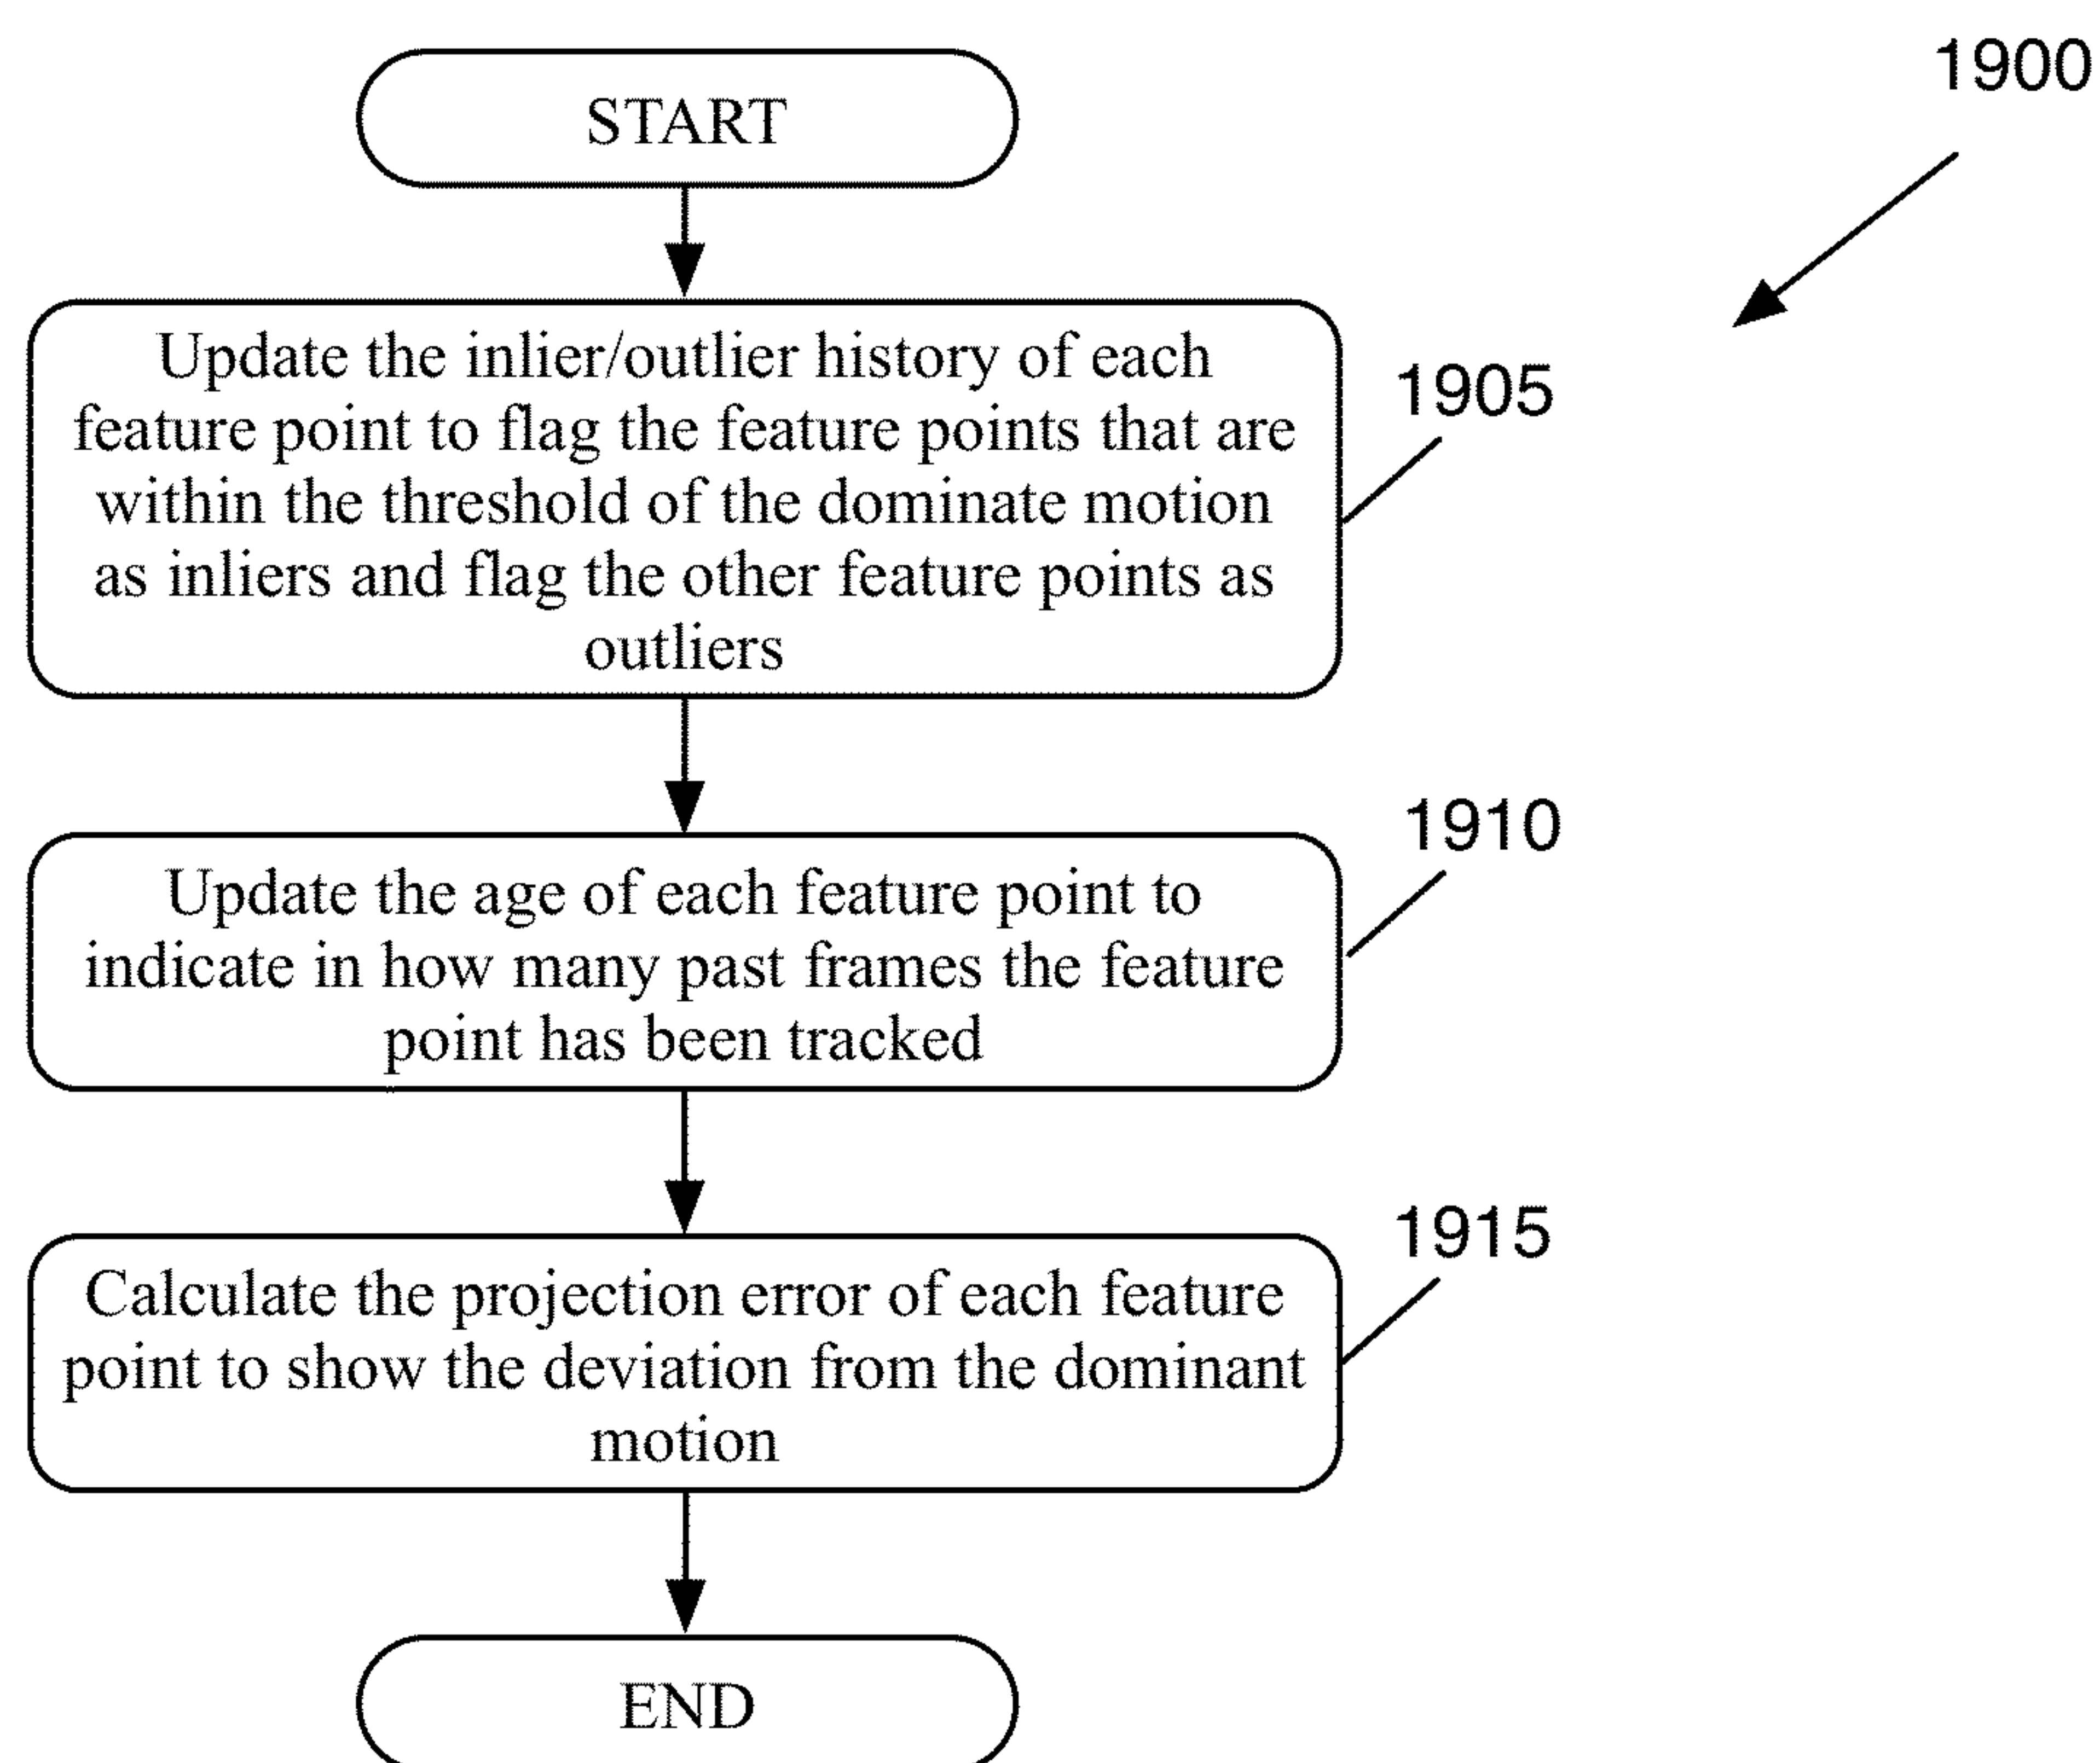 START
1900
Update the inlier/outlier history of each
feature point to flag the feature points that are
within the threshold of the dominate motion
as inliers and flag the other feature points as
outliers
1905
Update the age of each feature point to
indicate in how many past frames the feature
point has been tracked
1910
Calculate the projection error of each feature
point to show the deviation from the dominant
motion
1915
END